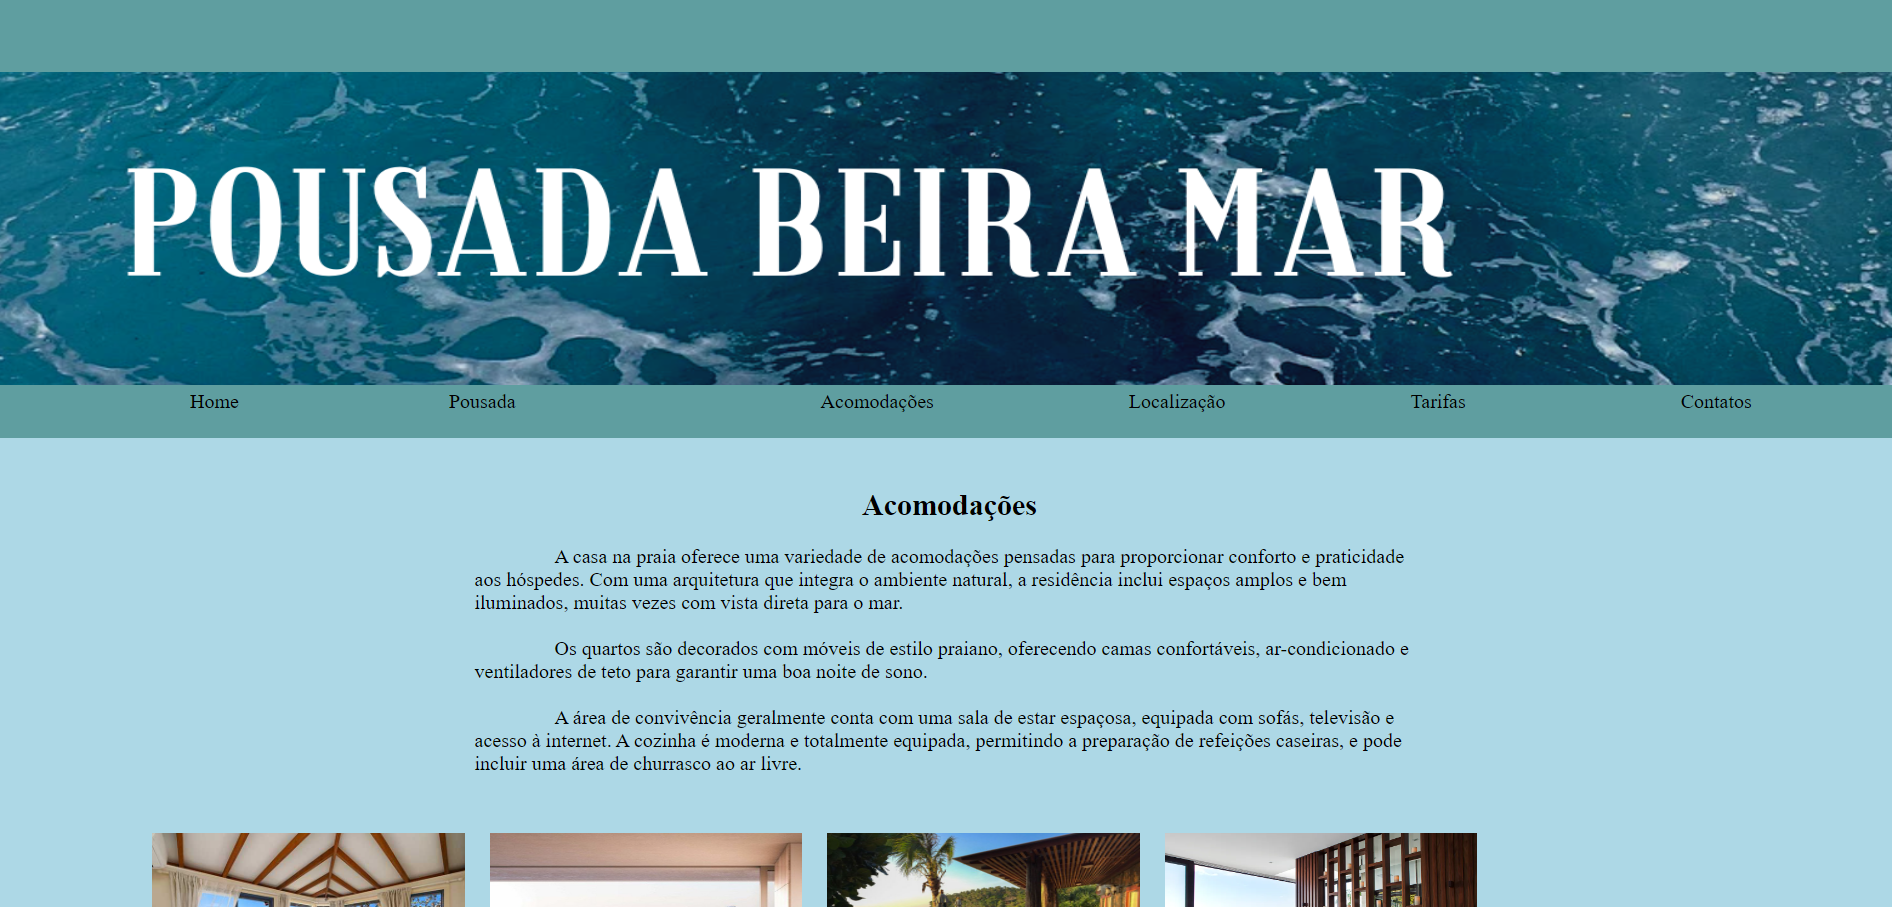 POUSADA BEIRA MAR
Home Pousada Acomodações Localização Tarifas Contatos
Acomodações
A casa na praia oferece uma variedade de acomodações pensadas para proporcionar conforto e praticidade
aos hóspedes. Com uma arquitetura que integra o ambiente natural, a residência inclui espaços amplos e bem
iluminados, muitas vezes com vista direta para o mar.
Os quartos são decorados com móveis de estilo praiano, oferecendo camas confortáveis, ar-condicionado e
ventiladores de teto para garantir uma boa noite de sono.
A área de convivência geralmente conta com uma sala de estar espaçosa, equipada com sofás, televisão e
acesso à internet. A cozinha é moderna e totalmente equipada, permitindo a preparação de refeições caseiras, e pode
incluir uma área de churrasco ao ar livre.